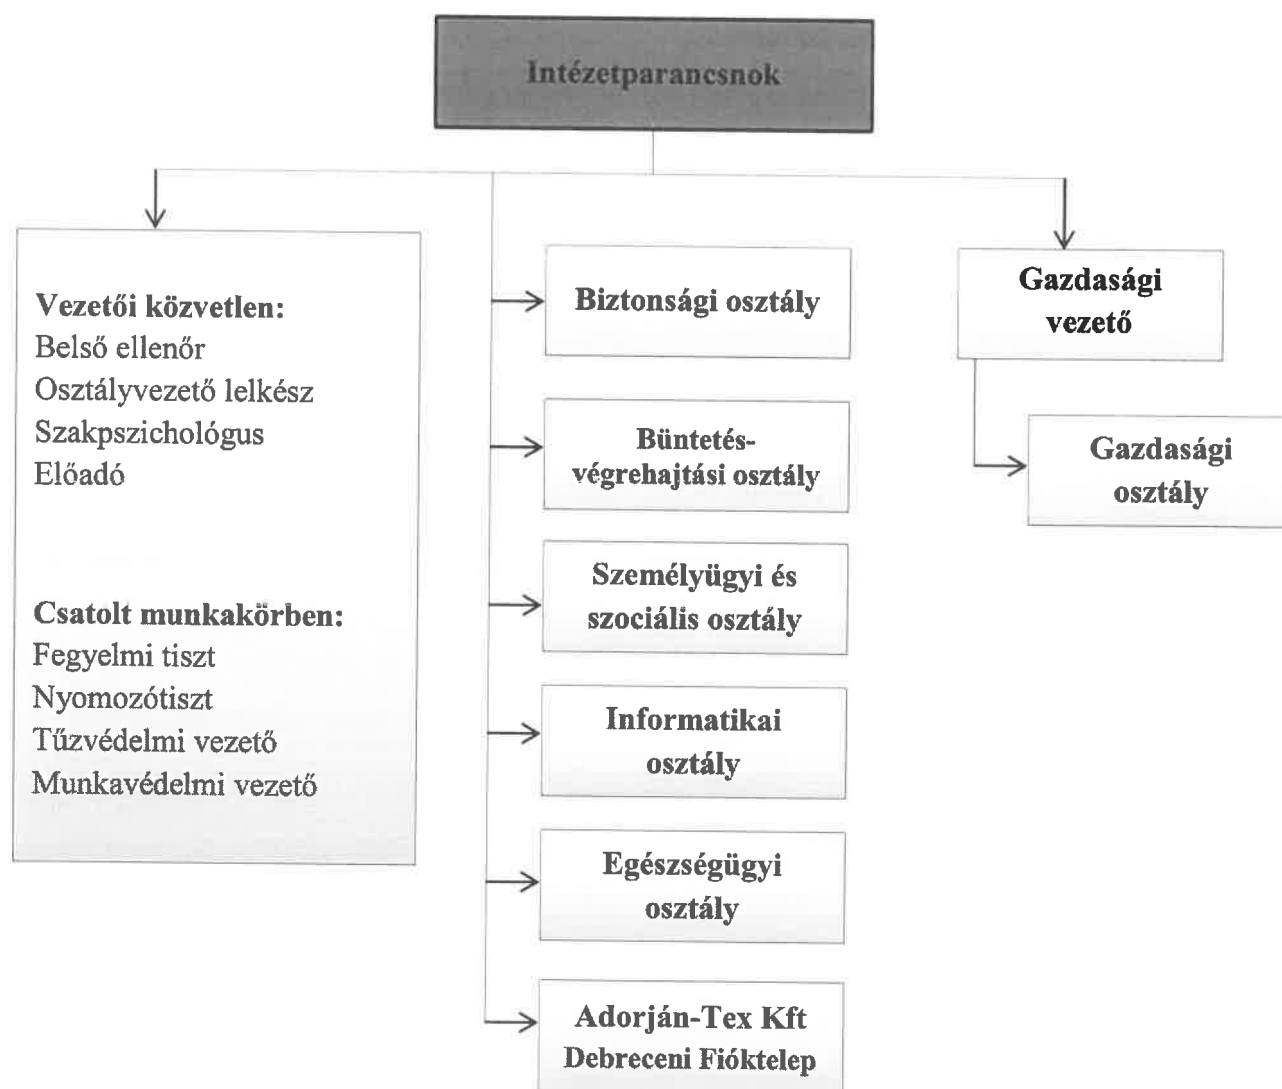 Intézetparancsnok
Vezetői közvetlen:
Belső ellenőr
Osztályvezető lelkész
Szakpszichológus
Előadó
Csatolt munkakörben:
Fegyelmi tiszt
Nyomozótiszt
Tűzvédelmi vezető
Munkavédelmi vezető
Biztonsági osztály
Büntetés-
végrehajtási osztály
Személyügyi és
szociális osztály
Informatikai
osztály
Egészségügyi
osztály
Adorján-Tex Kft
Debreceni Fióktelep
Gazdasági
vezető
Gazdasági
osztály